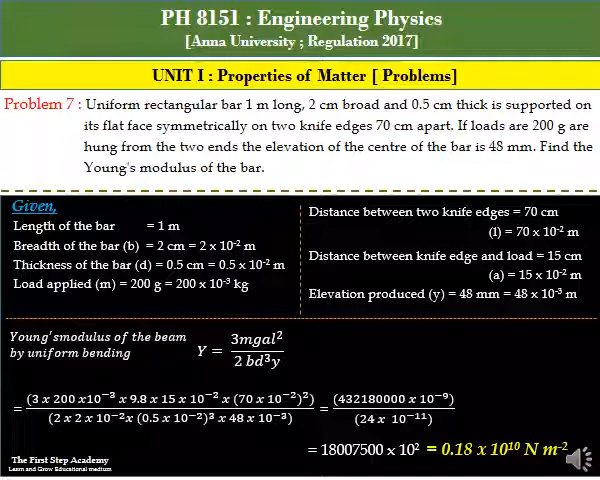 PH 8151 : Engineering Physics
[Anna University ; Regulation 2017]
UNIT I : Properties of Matter [ Problems]
Problem 7 : Uniform rectangular bar 1 m long, 2 cm broad and 0.5 cm thick is supported on
its flat face symmetrically on two knife edges 70 cm apart. If loads are 200 g are
hung from the two ends the elevation of the centre of the bar is 48 mm. Find the
Young's modulus of the bar.
Given,
Length of the bar = 1 m
Breadth of the bar (b) = 2 cm = 2 x 10⁻² m
Thickness of the bar (d) = 0.5 cm = 0.5 x 10⁻² m
Load applied (m) = 200 g = 200 x 10⁻³ kg
Distance between two knife edges = 70 cm
(l) = 70 x 10⁻² m
Distance between knife edge and load = 15 cm
(a) = 15 x 10⁻² m
Elevation produced (y) = 48 mm = 48 x 10⁻³ m
Young'smodulus of the beam
by uniform bending Y = 3mgal² / 2 bd³y
= (3 x 200 x10⁻³ x 9.8 x 15 x 10⁻² x (70 x 10⁻²)²) / (2 x 2 x 10⁻²x (0.5 x 10⁻²)³ x 48 x 10⁻³) = (432180000 x 10⁻⁹) / (24 x 10⁻¹¹)
= 18007500 x 10² = 0.18 x 10¹⁰ N m⁻²
The First Step Academy
Learn and Grow Educational medium